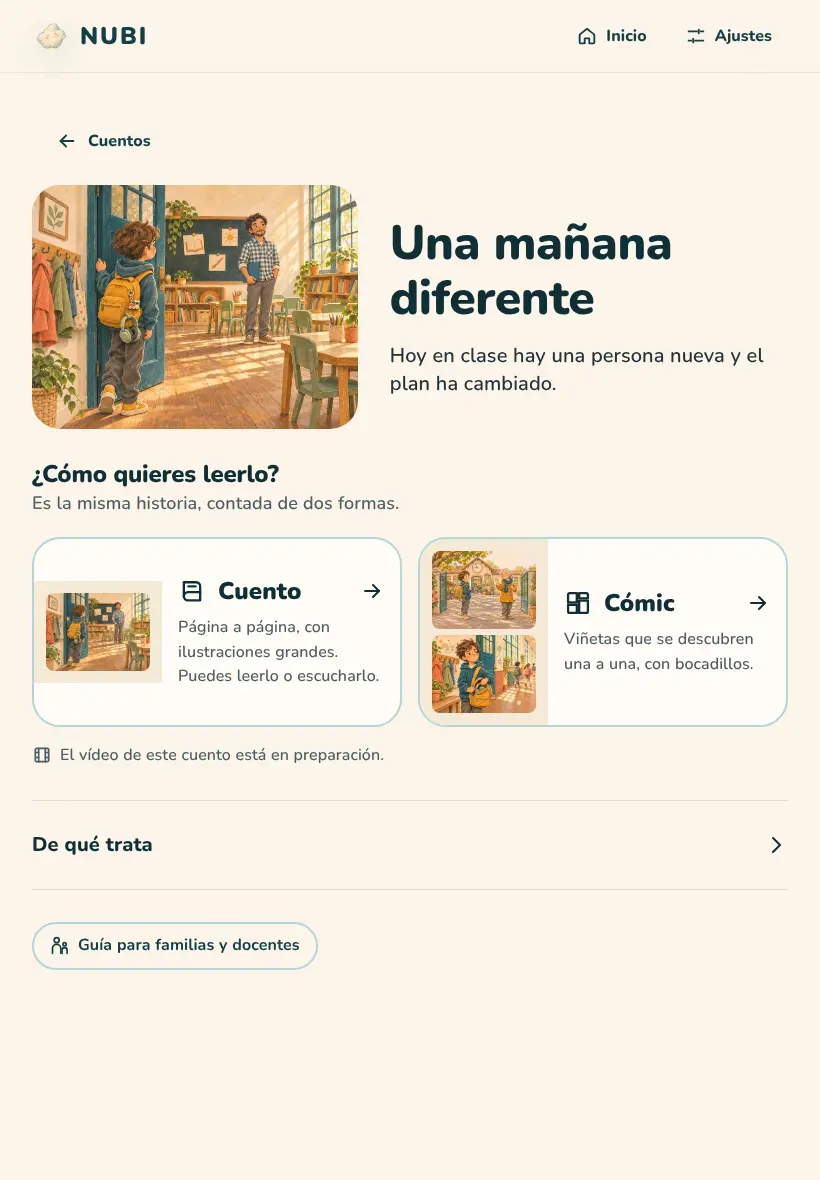 NUBI
Inicio
Ajustes
Cuentos
Una mañana
diferente
Hoy en clase hay una persona nueva y el
plan ha cambiado.
¿Cómo quieres leerlo?
Es la misma historia, contada de dos formas.
Cuento
Página a página, con
ilustraciones grandes.
Puedes leerlo o escucharlo.
Cómic
Viñetas que se descubren
una a una, con bocadillos.
El vídeo de este cuento está en preparación.
De qué trata
Guía para familias y docentes